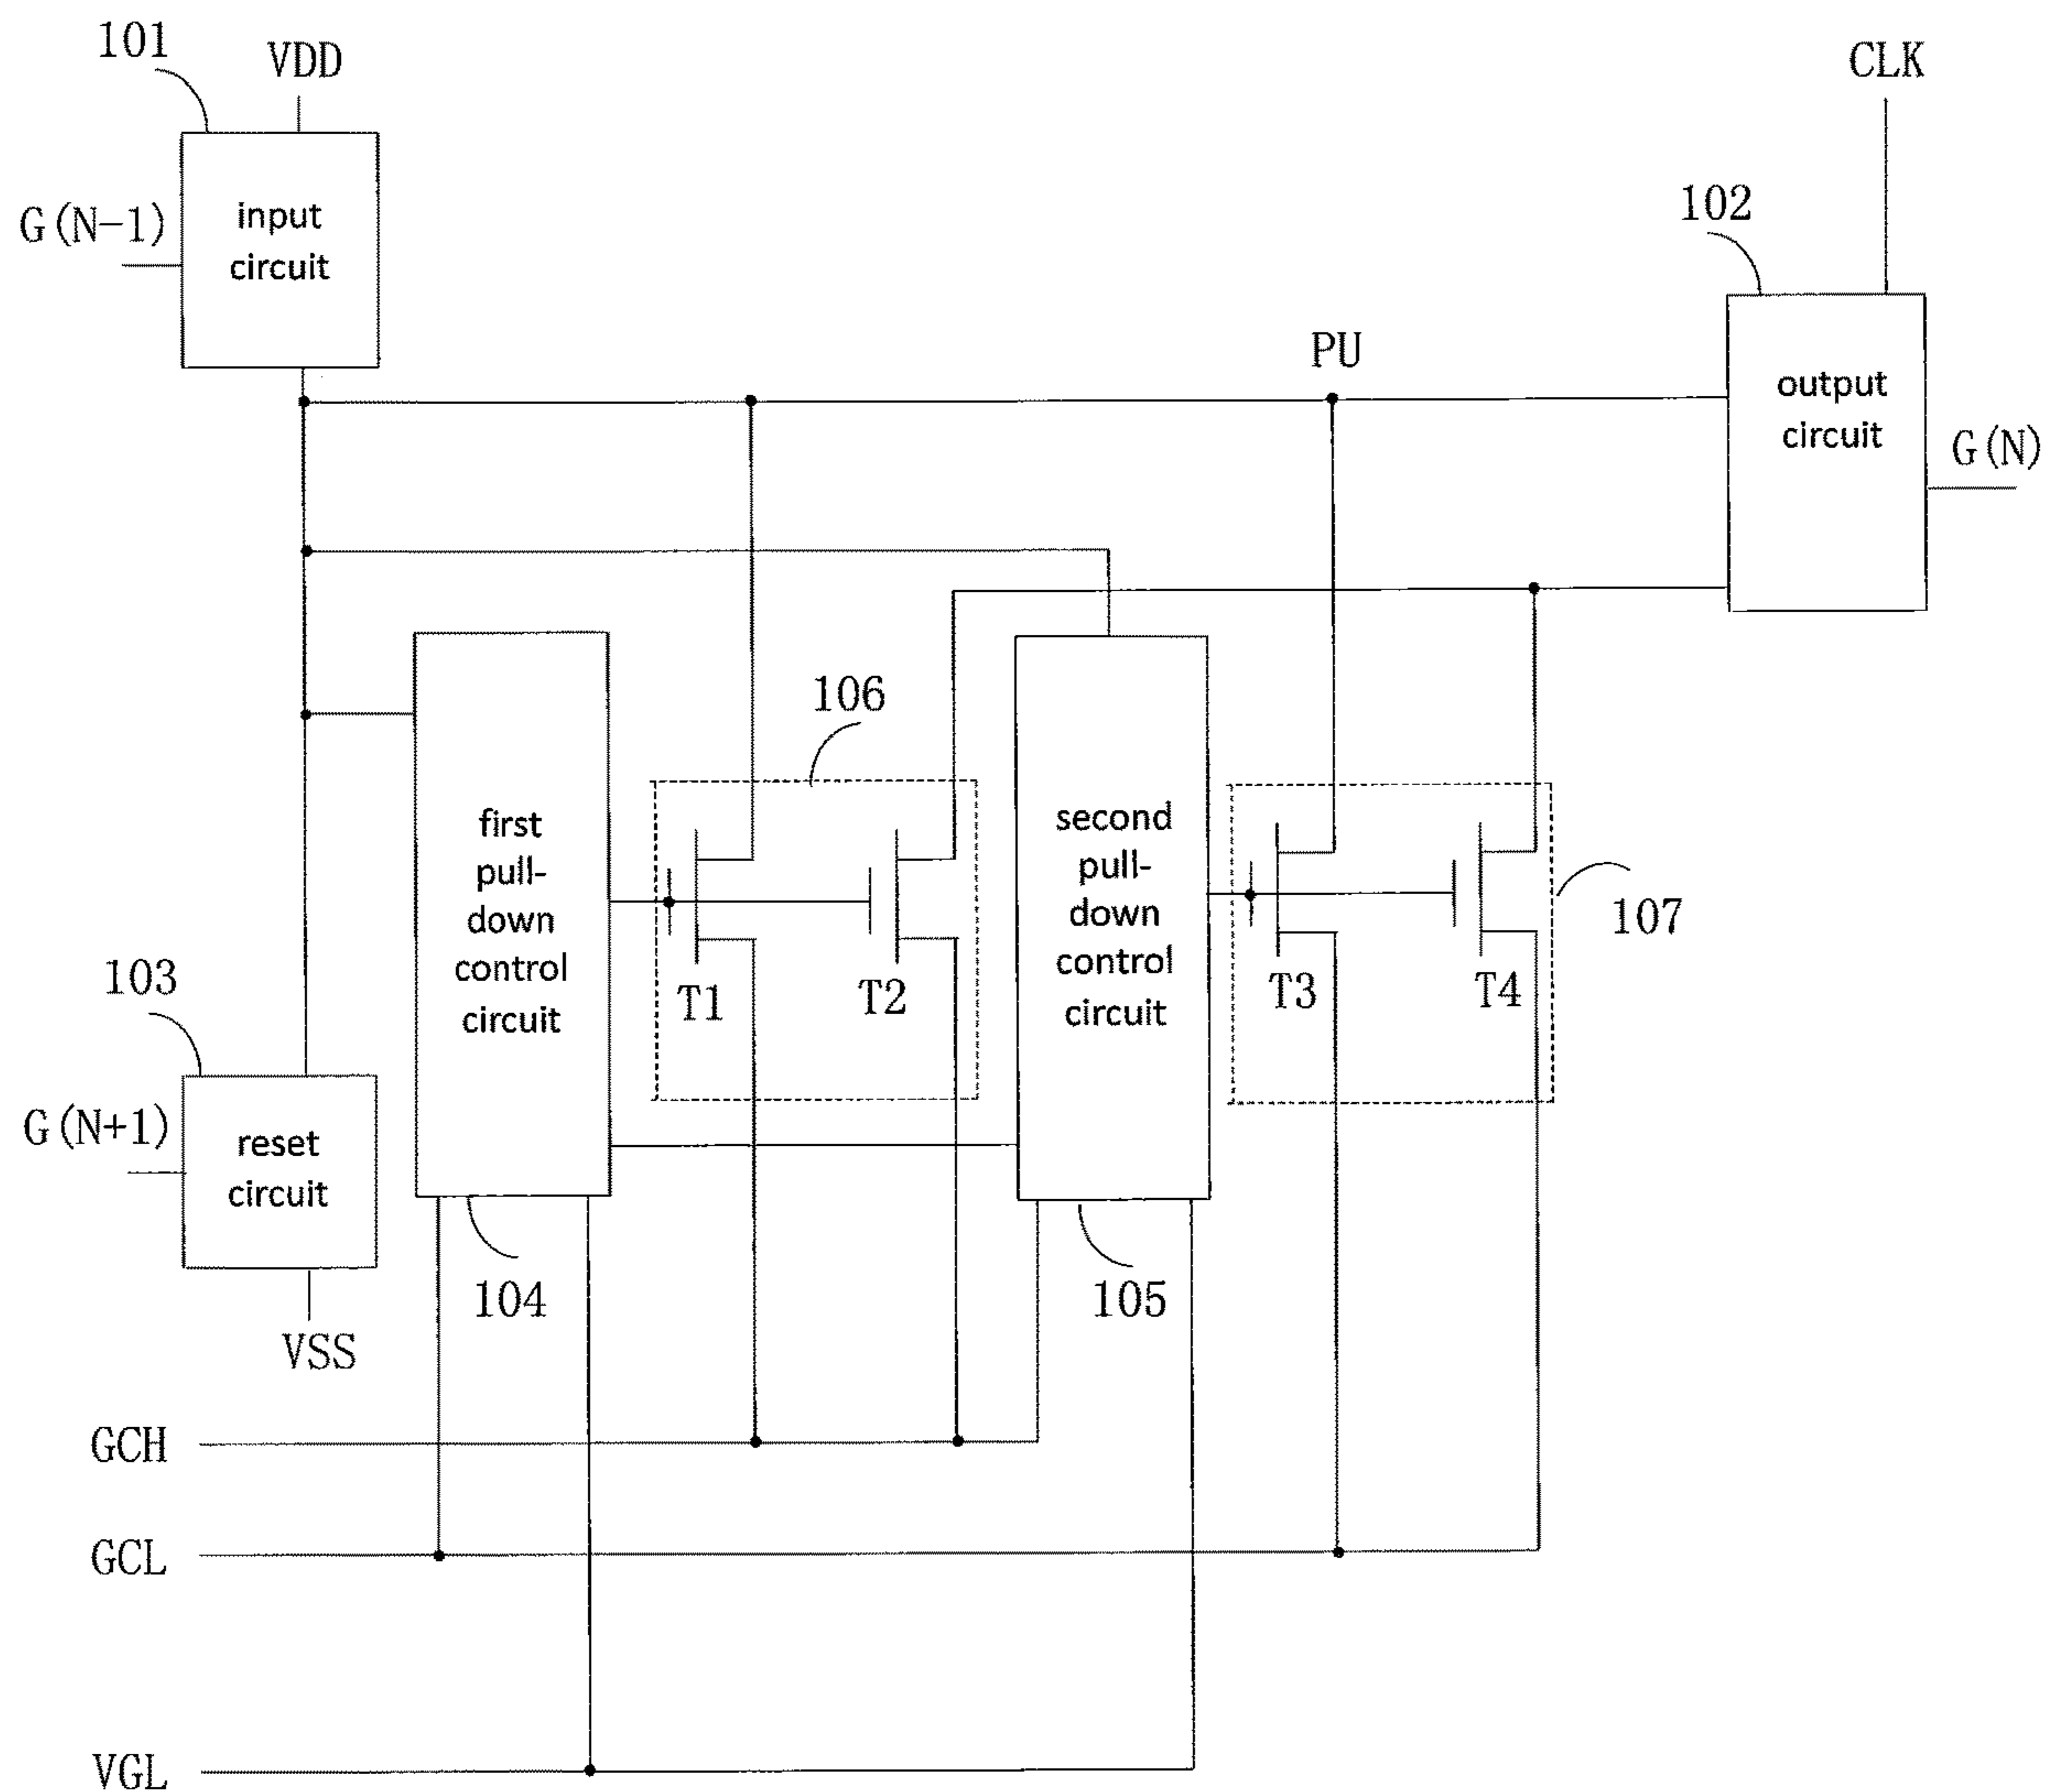 101
VDD
CLK
G(N-1)
input
circuit
102
PU
output
circuit
G(N)
106
first
pull-
down
control
circuit
second
pull-
down
control
circuit
107
T1
T2
T3
T4
103
G(N+1)
reset
circuit
104
105
VSS
GCH
GCL
VGL